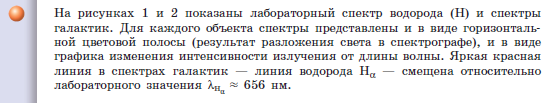 На рисунках 1 и 2 показаны лабораторный спектр водорода (H) и спектры
галактик. Для каждого объекта спектры представлены и в виде горизонталь-
ной цветовой полосы (результат разложения света в спектрографе), и в виде
графика изменения интенсивности излучения от длины волны. Яркая красная
линия в спектрах галактик — линия водорода Hα — смещена относительно
лабораторного значения λHα ≈ 656 нм.